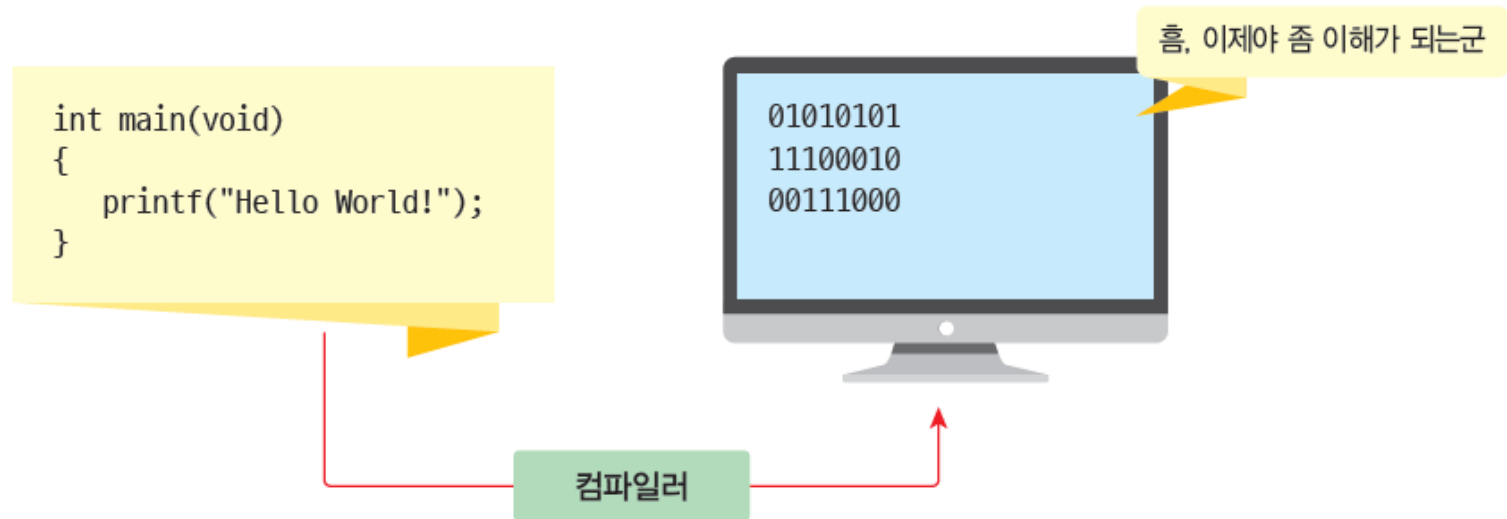 흠, 이제야 좀 이해가 되는군
int main(void)
{
printf("Hello World!");
}
01010101
11100010
00111000
컴파일러